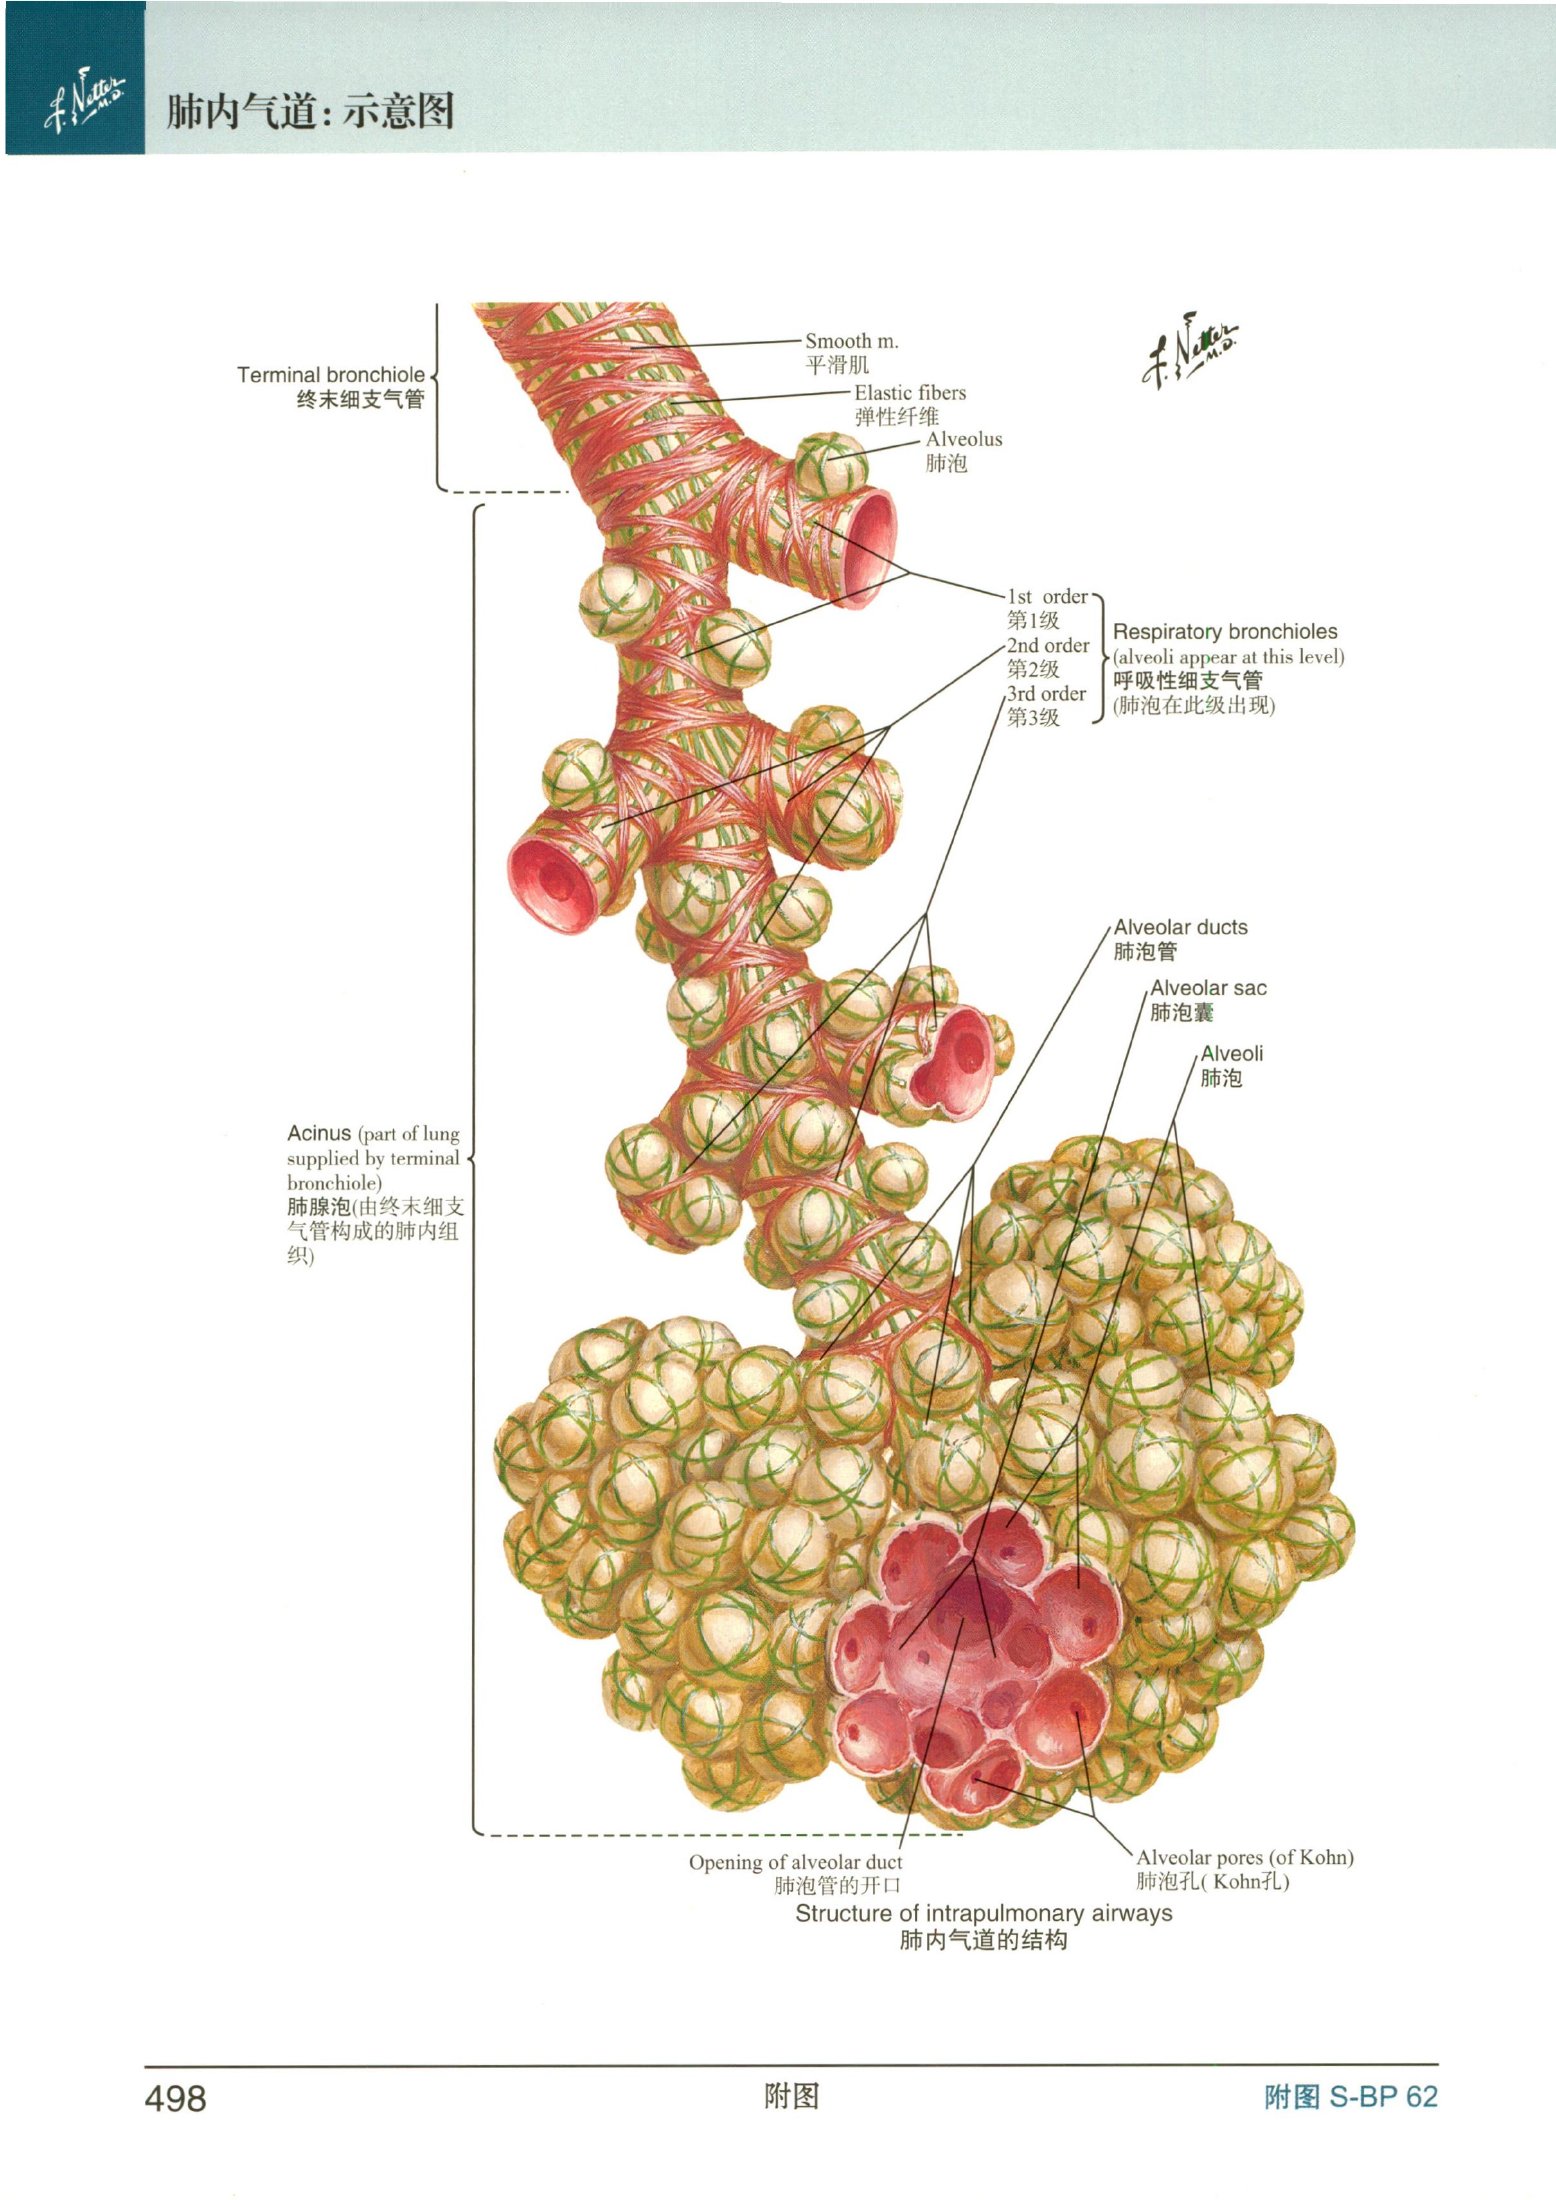 F. Netter M.D.
肺内气道:示意图
Smooth m.
平滑肌
Elastic fibers
弹性纤维
Alveolus
肺泡
F. Netter M.D.
Terminal bronchiole
终末细支气管
1st order
第1级
2nd order
第2级
3rd order
第3级
Respiratory bronchioles
(alveoli appear at this level)
呼吸性细支气管
(肺泡在此级出现)
Alveolar ducts
肺泡管
Alveolar sac
肺泡囊
Alveoli
肺泡
Acinus (part of lung
supplied by terminal
bronchiole)
肺腺泡(由终末细支
气管构成的肺内组
织)
Opening of alveolar duct
肺泡管的开口
Alveolar pores (of Kohn)
肺泡孔( Kohn孔)
Structure of intrapulmonary airways
肺内气道的结构
498
附图
附图 S-BP 62